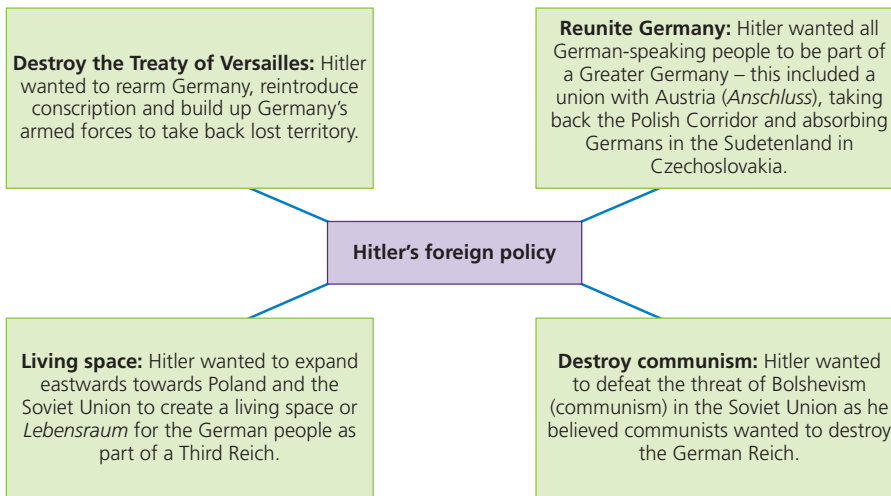 Destroy the Treaty of Versailles: Hitler
wanted to rearm Germany, reintroduce
conscription and build up Germany's
armed forces to take back lost territory.
Reunite Germany: Hitler wanted all
German-speaking people to be part of
a Greater Germany – this included a
union with Austria (Anschluss), taking
back the Polish Corridor and absorbing
Germans in the Sudetenland in
Czechoslovakia.
Hitler's foreign policy
Living space: Hitler wanted to expand
eastwards towards Poland and the
Soviet Union to create a living space or
Lebensraum for the German people as
part of a Third Reich.
Destroy communism: Hitler wanted
to defeat the threat of Bolshevism
(communism) in the Soviet Union as he
believed communists wanted to destroy
the German Reich.